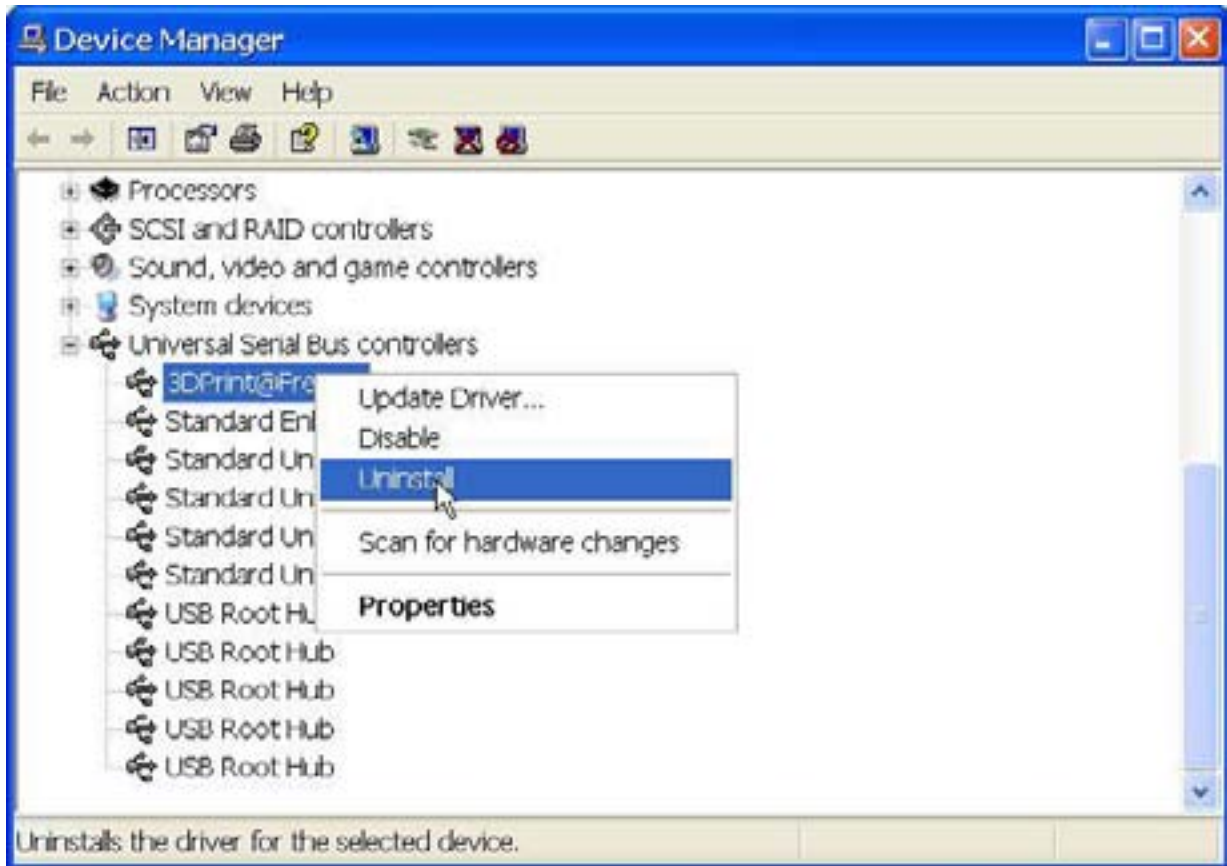 Device Manager
File Action View Help
Processors
SCSI and RAID controllers
Sound, video and game controllers
System devices
Universal Serial Bus controllers
3DPrint@Fre
Update Driver...
Standard En
Disable
Standard Un
Uninstall
Standard Un
Standard Un
Scan for hardware changes
Standard Un
USB Root Hu
Properties
USB Root Hub
USB Root Hub
USB Root Hub
USB Root Hub
Uninstalls the driver for the selected device.